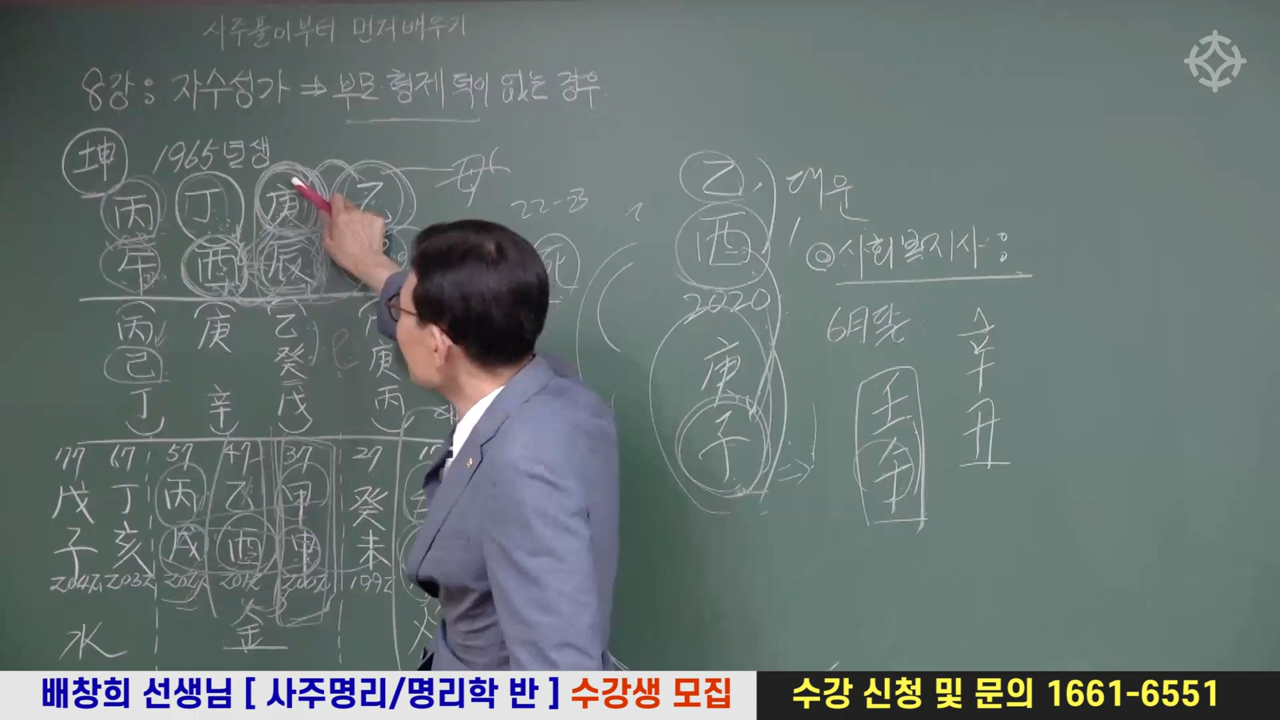 사주풀이부터 먼저배우기
8강 : 자수성가 ⇒ 부모 형제 덕이 없는 경우
坤 1965년생
丙 丁 庚 乙 母
午 酉 辰
22-23 死
丙 庚 乙
己 癸 庚
丁 辛 戊 丙
77 67 57 47 37 27
戊 丁 丙 乙 甲 癸
子 亥 戌 酉 申 未
2042 2032 2022 2012 2002 1992
水 金 火
乙 대운
酉
2020
庚
子
◎ 사회복지사 :
6月달
壬
午
辛
丑
배창희 선생님 [ 사주명리/명리학 반 ] 수강생 모집
수강 신청 및 문의 1661-6551